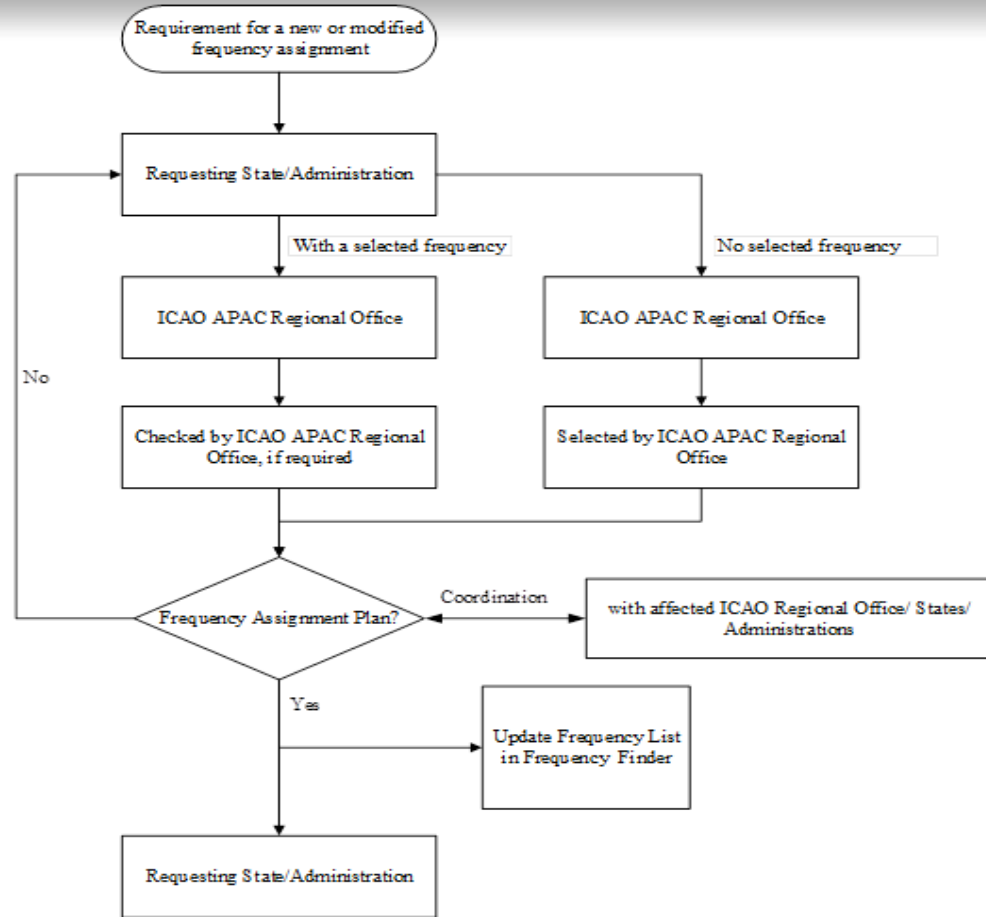 Requirement for a new or modified
frequency assignment
Requesting State/Administration
With a selected frequency
No selected frequency
ICAO APAC Regional Office
ICAO APAC Regional Office
No
Checked by ICAO APAC Regional
Office, if required
Selected by ICAO APAC Regional
Office
Frequency Assignment Plan?
Coordination
with affected ICAO Regional Office/ States/
Administrations
Yes
Update Frequency List
in Frequency Finder
Requesting State/Administration